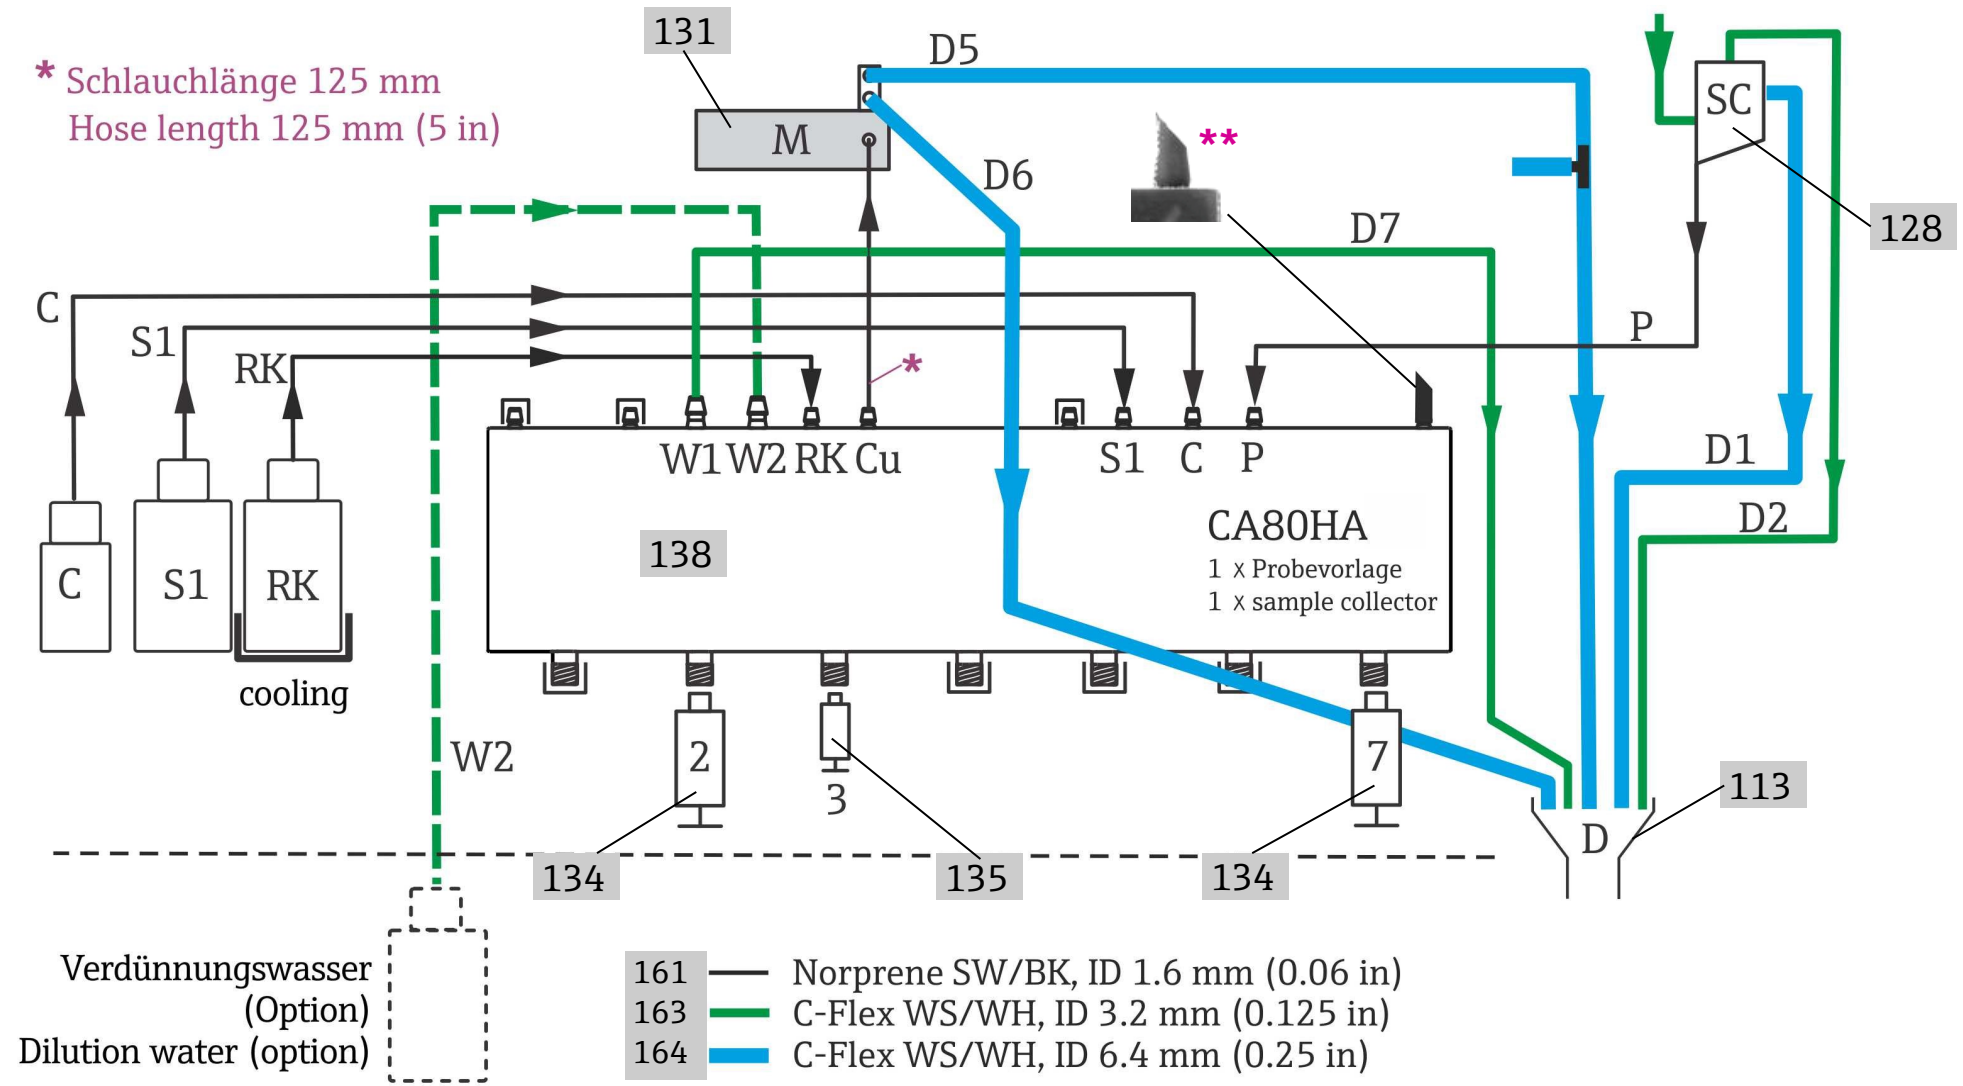 131
D5
* Schlauchlänge 125 mm
Hose length 125 mm (5 in)
SC
M
**
D6
128
D7
C
S1
RK
P
*
W1 W2 RK Cu
S1 C P
D1
D2
CA80HA
138
1 x Probevorlage
1 x sample collector
C
S1
RK
cooling
W2
2
3
7
113
D
134
135
134
Verdünnungswasser
(Option)
Dilution water (option)
161 Norprene SW/BK, ID 1.6 mm (0.06 in)
163 C-Flex WS/WH, ID 3.2 mm (0.125 in)
164 C-Flex WS/WH, ID 6.4 mm (0.25 in)